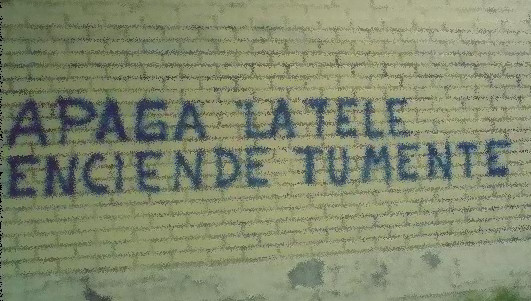 APAGA LA TELE
ENCIENDE TU MENTE